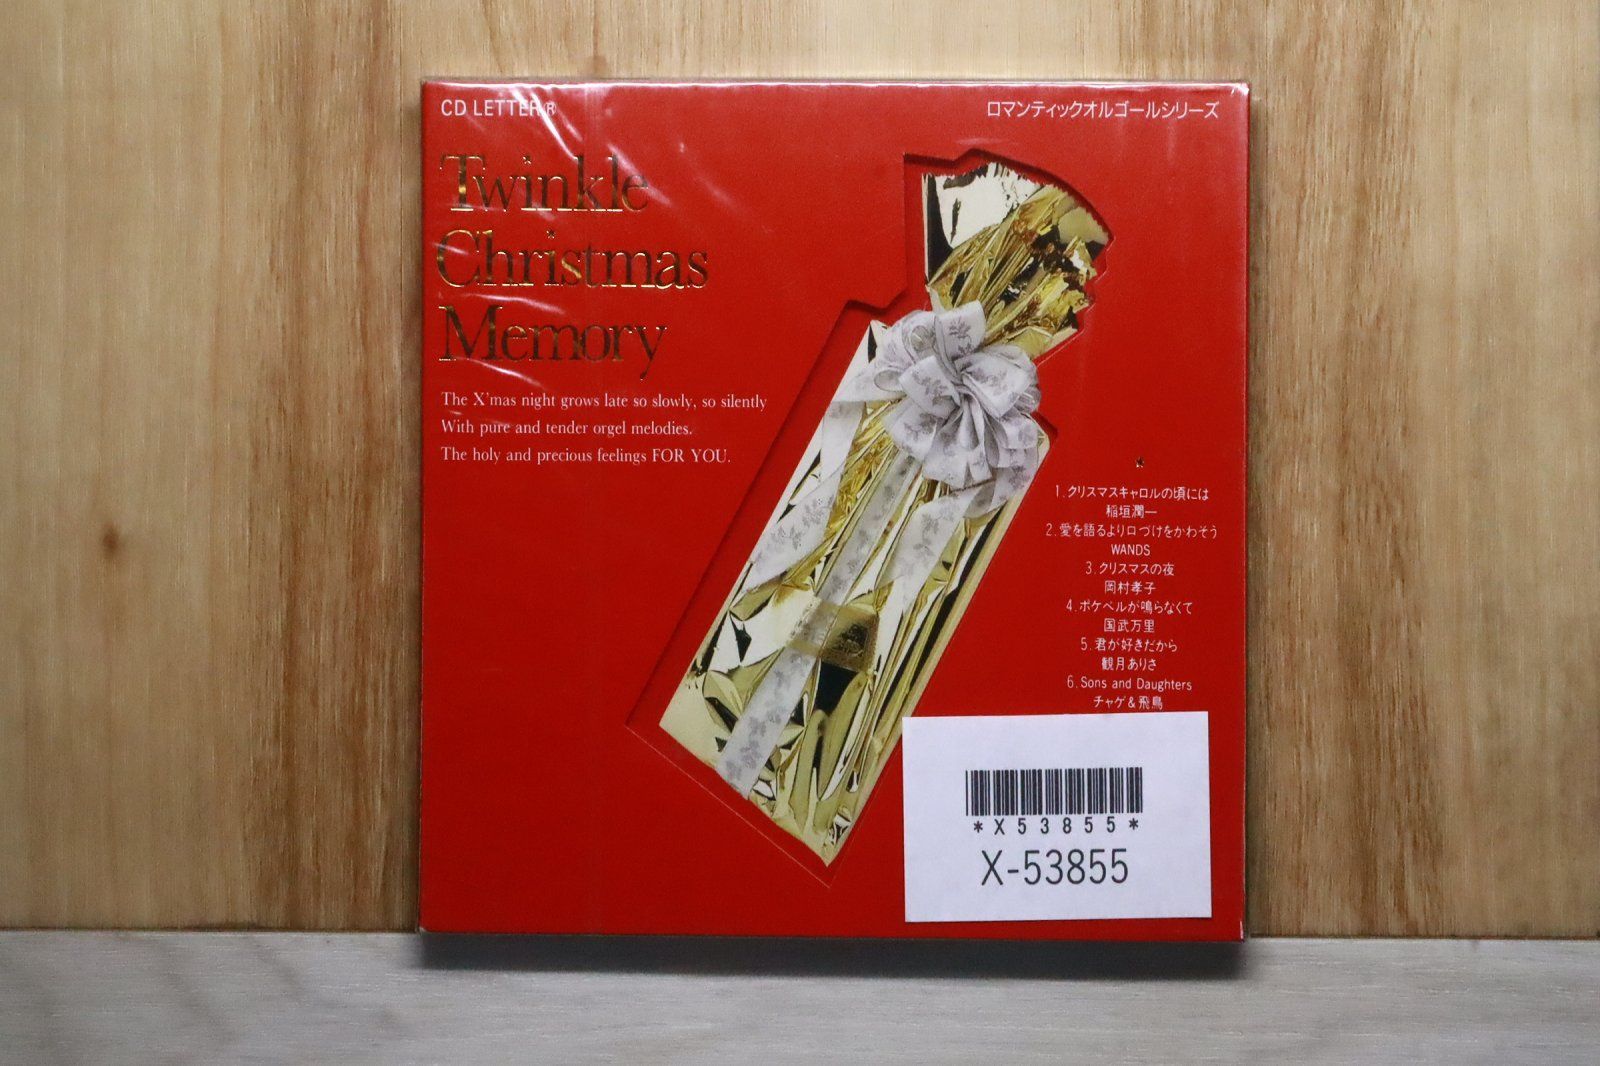 CD LETTER®
ロマンティックオルゴールシリーズ
Twinkle
Christmas
Memory
The X'mas night grows late so slowly, so silently
With pure and tender orgel melodies.
The holy and precious feelings FOR YOU.
★
1.クリスマスキャロルの頃には
稲垣潤一
2.愛を語るより口づけをかわそう
WANDS
3.クリスマスの夜
岡村孝子
4.ポケベルが鳴らなくて
国武万里
5.君が好きだから
観月ありさ
6.Sons and Daughters
チャゲ&飛鳥
*X53855*
X-53855